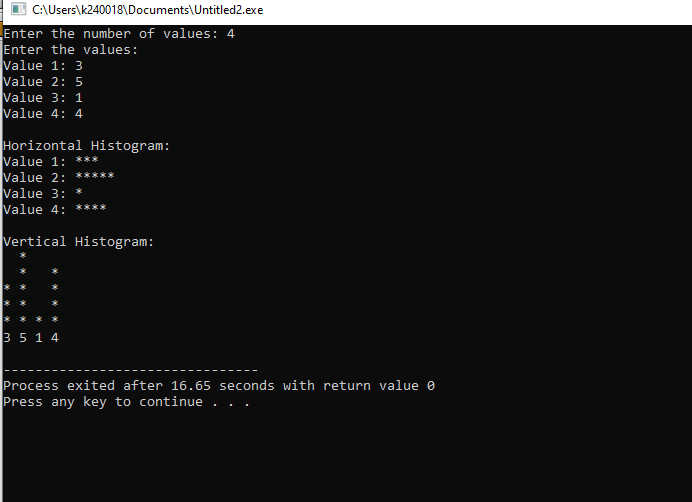 C:\Users\k240018\Documents\Untitled2.exe
Enter the number of values: 4
Enter the values:
Value 1: 3
Value 2: 5
Value 3: 1
Value 4: 4

Horizontal Histogram:
Value 1: ***
Value 2: *****
Value 3: *
Value 4: ****

Vertical Histogram:
  *
  *   *
* *   *
* *   *
* * * *
3 5 1 4

--------------------------------
Process exited after 16.65 seconds with return value 0
Press any key to continue . . .